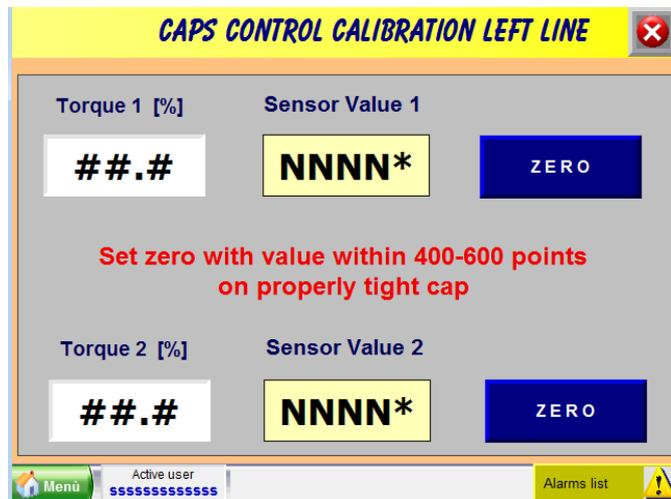 CAPS CONTROL CALIBRATION LEFT LINE
Torque 1 [%] Sensor Value 1
##.# NNNN* ZERO
Set zero with value within 400-600 points
on properly tight cap
Torque 2 [%] Sensor Value 2
##.# NNNN* ZERO
Menù Active user Alarms list
sssssssssssss